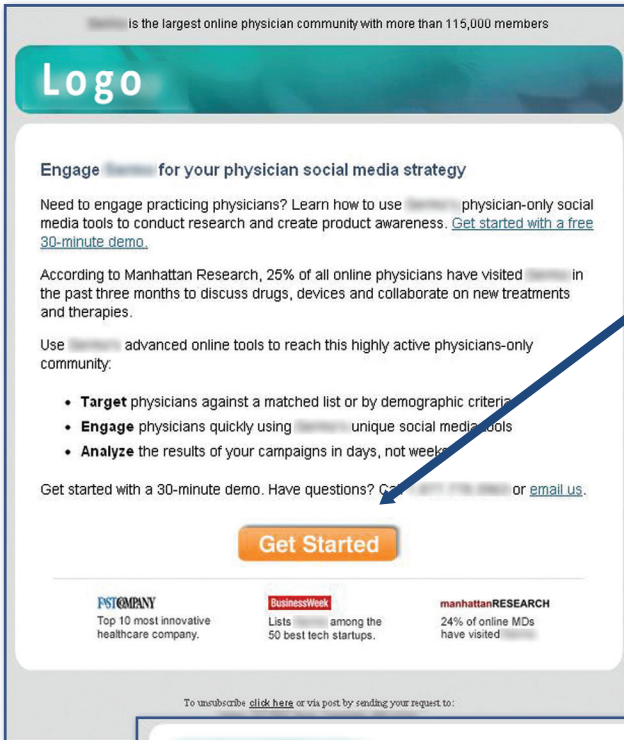 is the largest online physician community with more than 115,000 members
Logo
Engage for your physician social media strategy
Need to engage practicing physicians? Learn how to use physician-only social
media tools to conduct research and create product awareness. Get started with a free
30-minute demo.
According to Manhattan Research, 25% of all online physicians have visited in
the past three months to discuss drugs, devices and collaborate on new treatments
and therapies.
Use advanced online tools to reach this highly active physicians-only
community:
• Target physicians against a matched list or by demographic criteria
• Engage physicians quickly using unique social media tools
• Analyze the results of your campaigns in days, not weeks
Get started with a 30-minute demo. Have questions? or email us.
Get Started
FAST COMPANY
Top 10 most innovative
healthcare company.
BusinessWeek
Lists among the
50 best tech startups.
manhattanRESEARCH
24% of online MDs
have visited
To unsubscribe click here or via post by sending your request to: